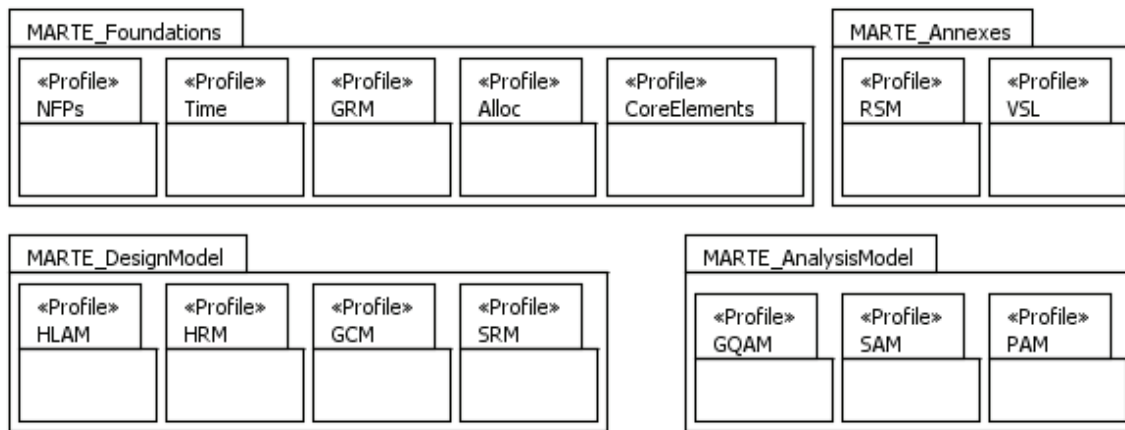 MARTE_Foundations
«Profile»
NFPs
«Profile»
Time
«Profile»
GRM
«Profile»
Alloc
«Profile»
CoreElements
MARTE_Annexes
«Profile»
RSM
«Profile»
VSL
MARTE_DesignModel
«Profile»
HLAM
«Profile»
HRM
«Profile»
GCM
«Profile»
SRM
MARTE_AnalysisModel
«Profile»
GQAM
«Profile»
SAM
«Profile»
PAM